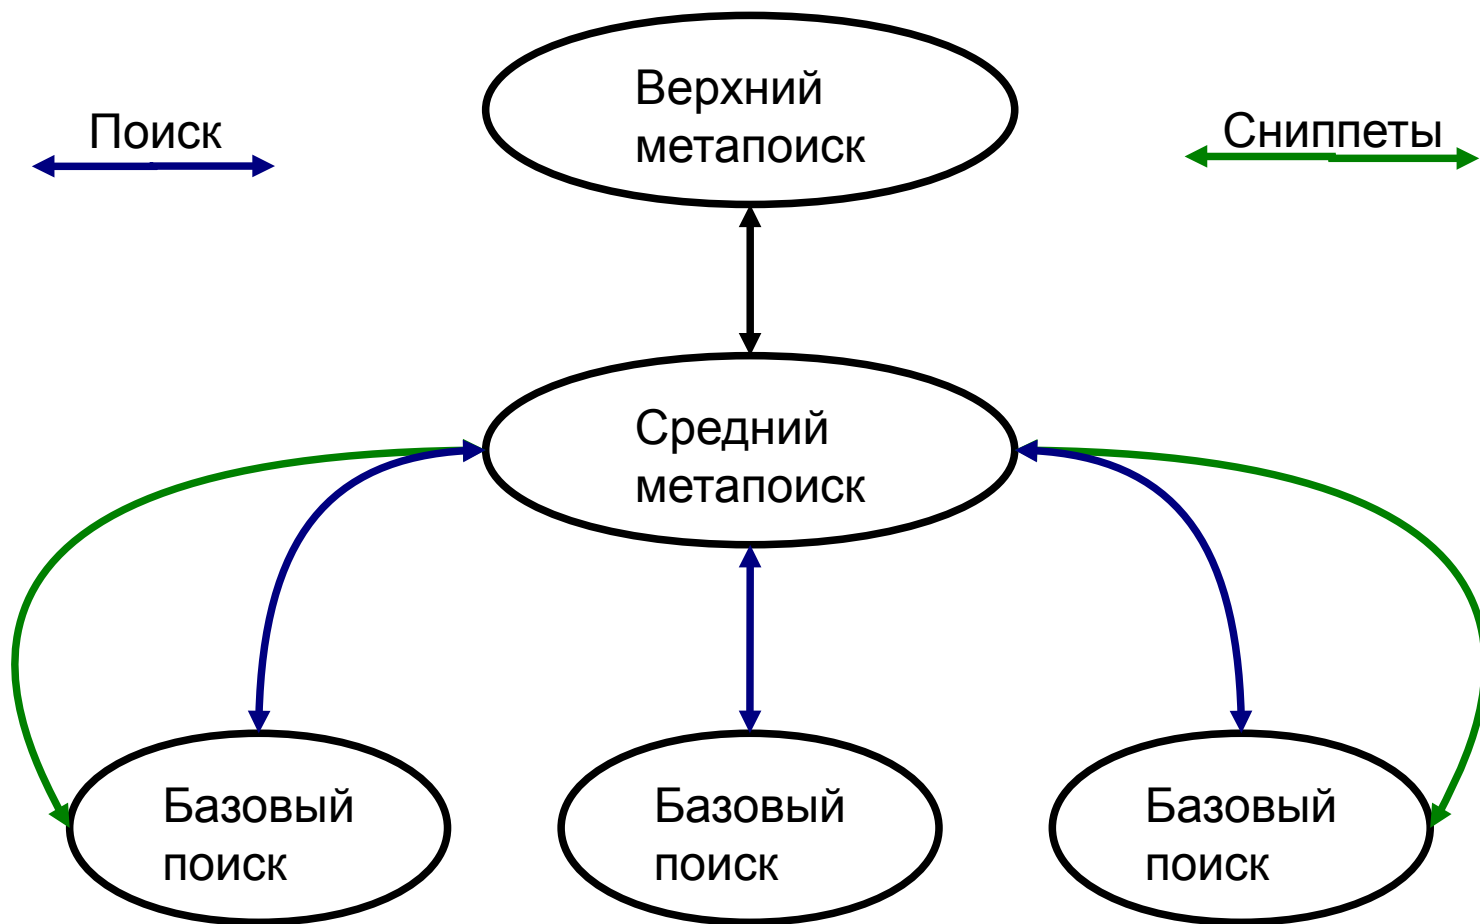 Верхний
метапоиск
Поиск
Сниппеты
Средний
метапоиск
Базовый
поиск
Базовый
поиск
Базовый
поиск